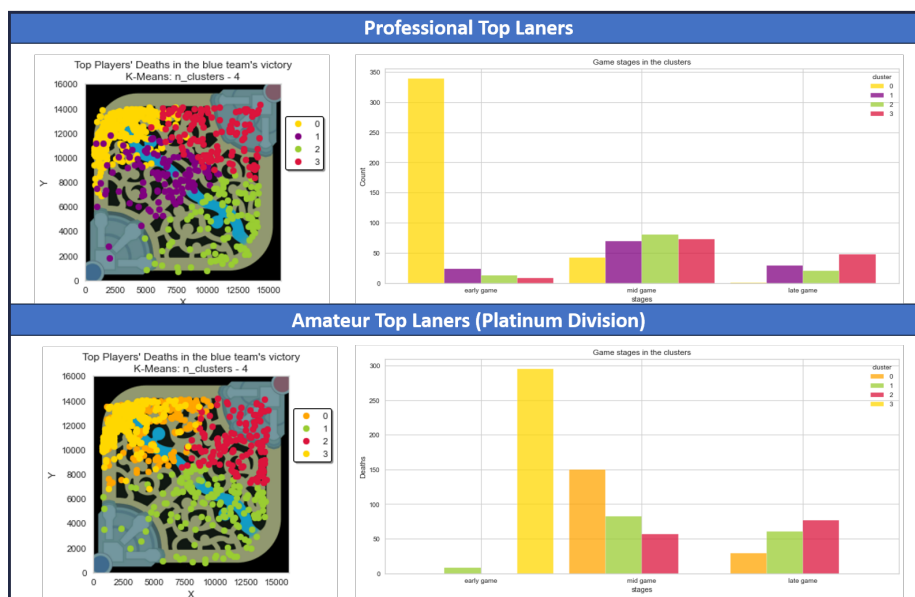 Professional Top Laners
Top Players' Deaths in the blue team's victory
K-Means: n_clusters - 4
16000
14000
12000
10000
8000
6000
4000
2000
0
Y
0 2500 5000 7500 10000 12500 15000
X
0
1
2
3
Game stages in the clusters
350
300
250
200
150
100
50
0
Count
early game mid game late game
stages
cluster
0
1
2
3
Amateur Top Laners (Platinum Division)
Top Players' Deaths in the blue team's victory
K-Means: n_clusters - 4
16000
14000
12000
10000
8000
6000
4000
2000
0
Y
0 2500 5000 7500 10000 12500 15000
X
0
1
2
3
Game stages in the clusters
300
250
200
150
100
50
0
Deaths
early game mid game late game
stages
cluster
0
1
2
3